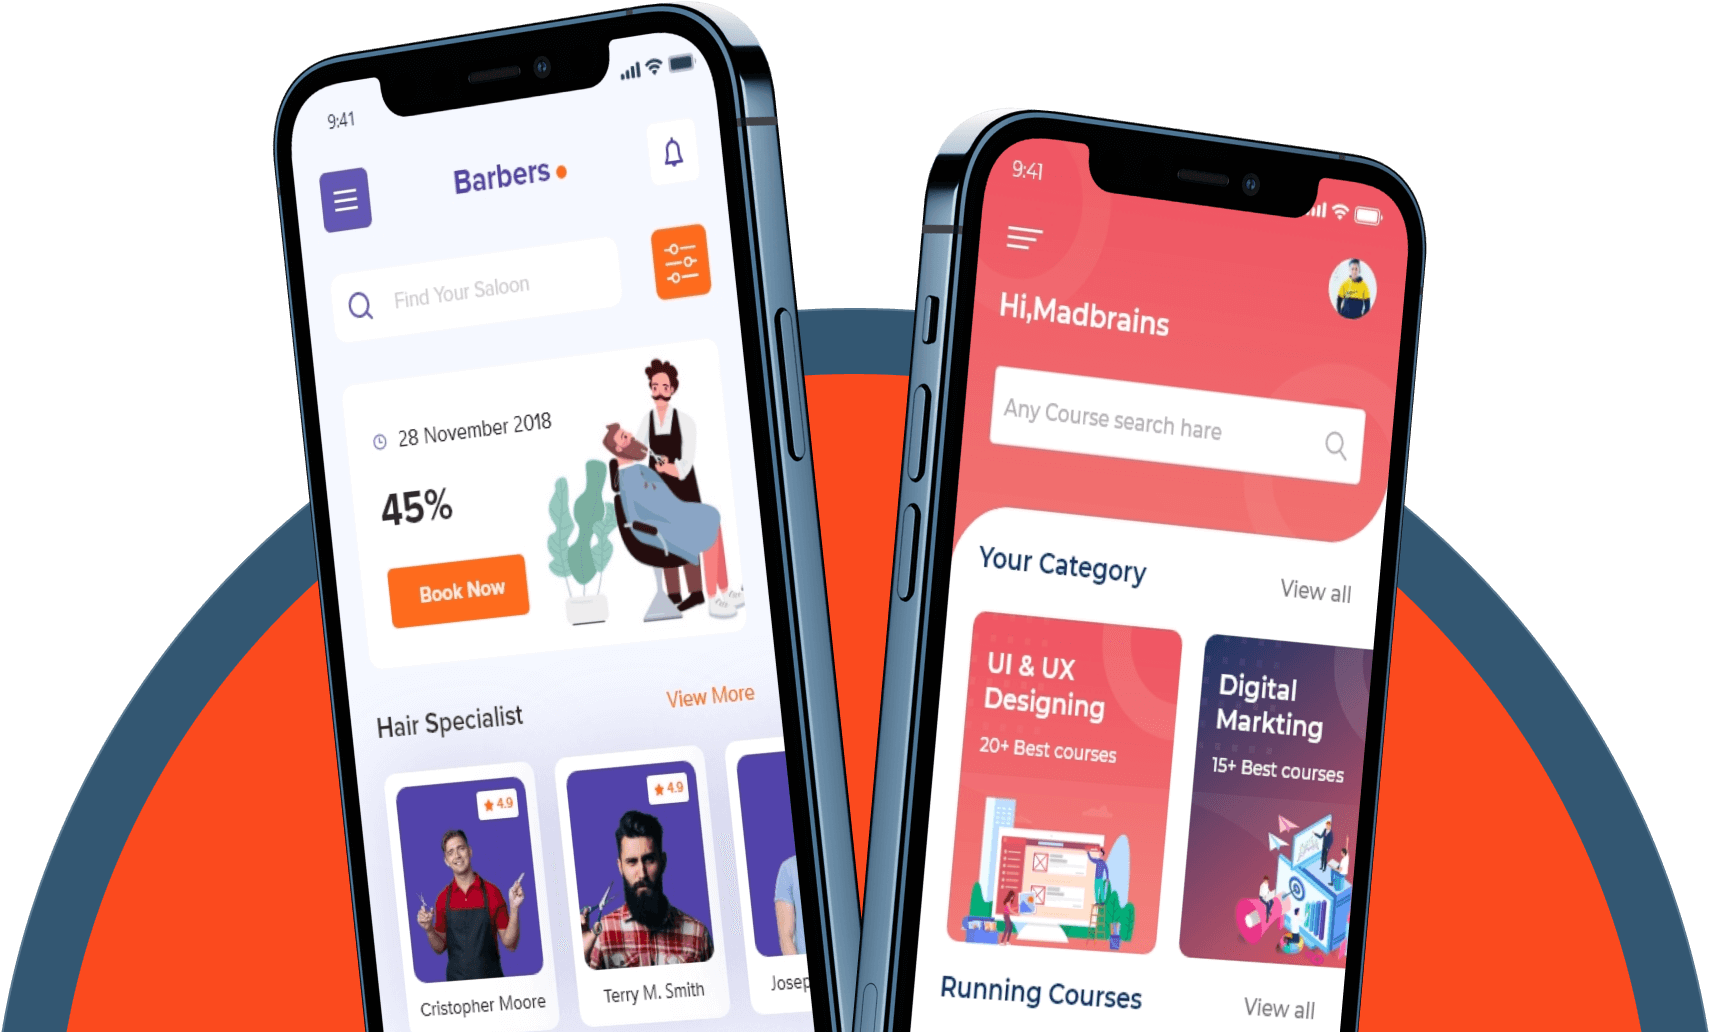 9:41
Barbers
Find Your Saloon
28 November 2018
45%
Book Now
Hair Specialist
View More
4.9
4.9
Cristopher Moore
Terry M. Smith
Josep
9:41
Hi,Madbrains
Any Course search hare
Your Category
View all
UI & UX
Designing
20+ Best courses
Digital
Markting
15+ Best courses
Running Courses
View all